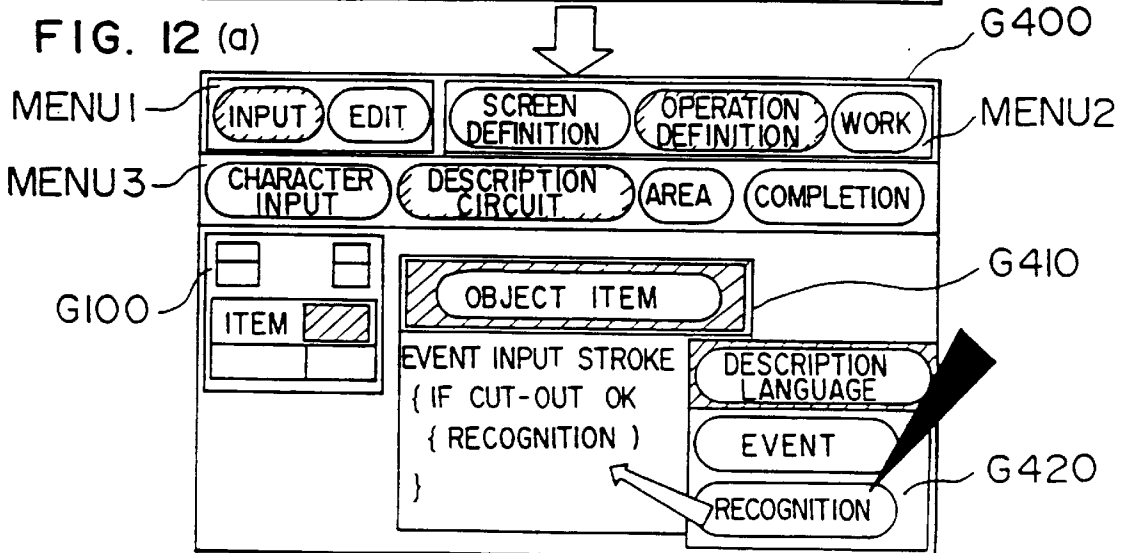 FIG. 12 (a)
G400
MENU1
INPUT
EDIT
SCREEN
DEFINITION
OPERATION
DEFINITION
WORK
MENU2
MENU3
CHARACTER
INPUT
DESCRIPTION
CIRCUIT
AREA
COMPLETION
G100
ITEM
OBJECT ITEM
G410
EVENT INPUT STROKE
{ IF CUT-OUT OK
{ RECOGNITION )
}
DESCRIPTION
LANGUAGE
EVENT
RECOGNITION
G420